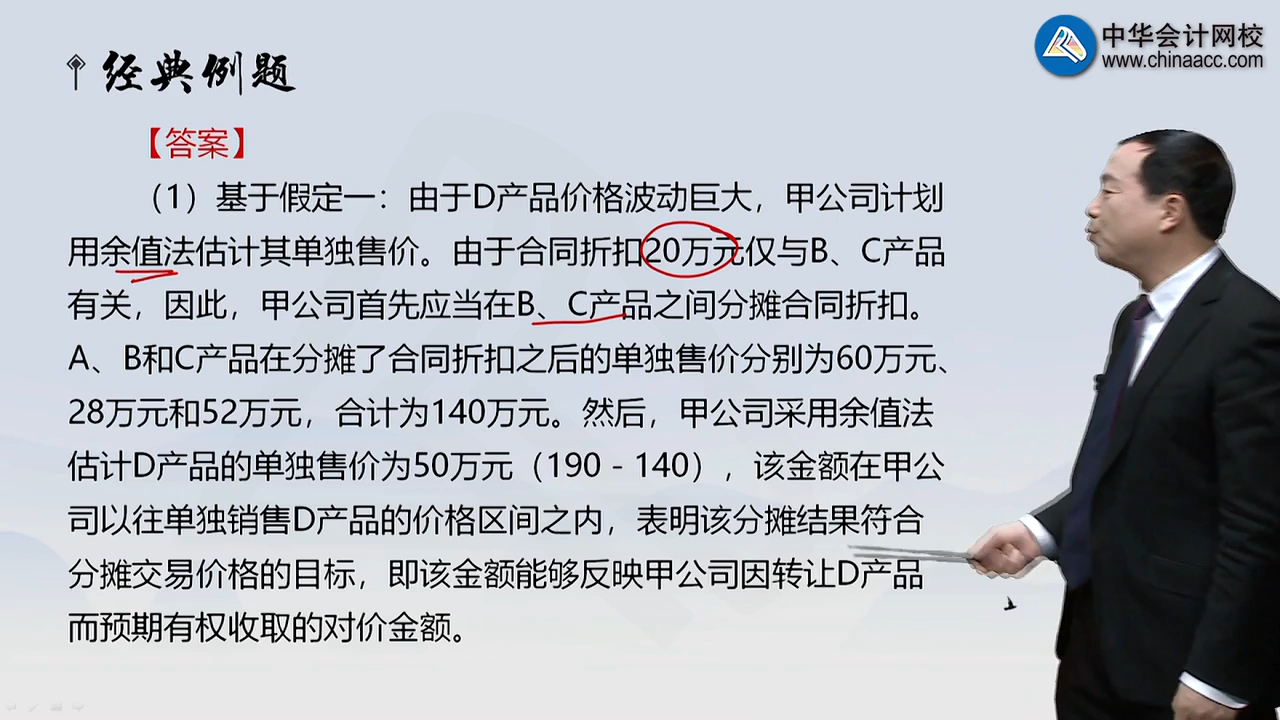 中华会计网校
www.chinaacc.com
经典例题
【答案】
（1）基于假定一：由于D产品价格波动巨大，甲公司计划
用余值法估计其单独售价。由于合同折扣20万元仅与B、C产品
有关，因此，甲公司首先应当在B、C产品之间分摊合同折扣。
A、B和C产品在分摊了合同折扣之后的单独售价分别为60万元、
28万元和52万元，合计为140万元。然后，甲公司采用余值法
估计D产品的单独售价为50万元（190－140），该金额在甲公
司以往单独销售D产品的价格区间之内，表明该分摊结果符合
分摊交易价格的目标，即该金额能够反映甲公司因转让D产品
而预期有权收取的对价金额。